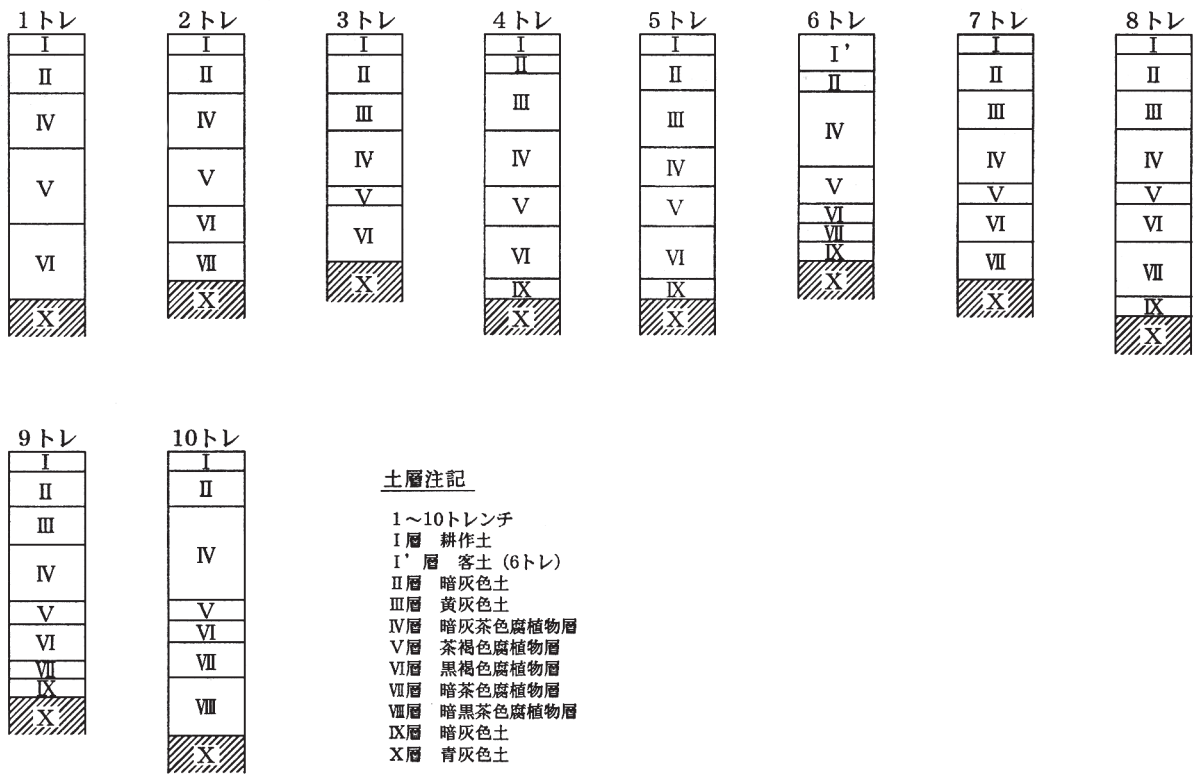 1トレ
I
II
IV
V
VI
X
2トレ
I
II
IV
V
VI
VII
X
3トレ
I
II
III
IV
V
VI
X
4トレ
I
II
III
IV
V
VI
IX
X
5トレ
I
II
III
IV
V
VI
IX
X
6トレ
I’
II
IV
V
VI
VII
IX
X
7トレ
I
II
III
IV
V
VI
VII
X
8トレ
I
II
III
IV
V
VI
VII
IX
X
9トレ
I
II
III
IV
V
VI
VII
IX
X
10トレ
I
II
IV
V
VI
VII
VIII
X
土層注記
1～10トレンチ
I層 耕作土
I’層 客土 (6トレ)
II層 暗灰色土
III層 黄灰色土
IV層 暗灰茶色腐植物層
V層 茶褐色腐植物層
VI層 黒褐色腐植物層
VII層 暗茶色腐植物層
VIII層 暗黒茶色腐植物層
IX層 暗灰色土
X層 青灰色土